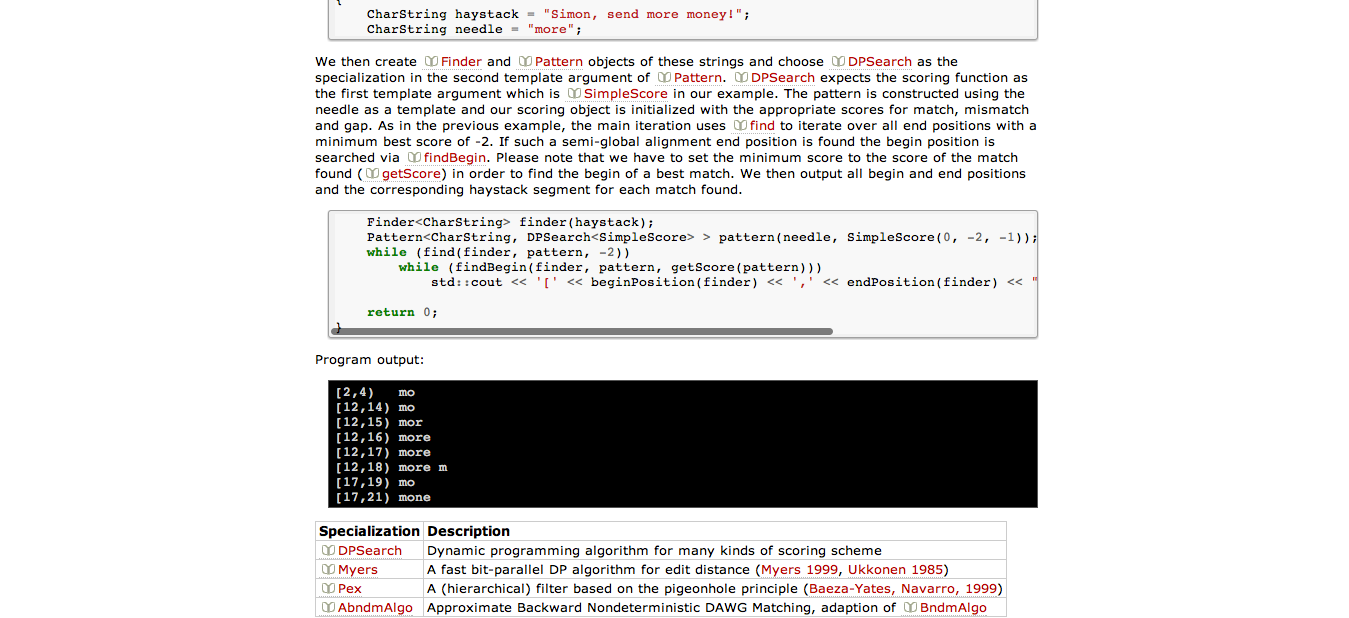 {
    CharString haystack = "Simon, send more money!";
    CharString needle = "more";
We then create Finder and Pattern objects of these strings and choose DPSearch as the
specialization in the second template argument of Pattern. DPSearch expects the scoring function as
the first template argument which is SimpleScore in our example. The pattern is constructed using the
needle as a template and our scoring object is initialized with the appropriate scores for match, mismatch
and gap. As in the previous example, the main iteration uses find to iterate over all end positions with a
minimum best score of -2. If such a semi-global alignment end position is found the begin position is
searched via findBegin. Please note that we have to set the minimum score to the score of the match
found (getScore) in order to find the begin of a best match. We then output all begin and end positions
and the corresponding haystack segment for each match found.
    Finder<CharString> finder(haystack);
    Pattern<CharString, DPSearch<SimpleScore> > pattern(needle, SimpleScore(0, -2, -1));
    while (find(finder, pattern, -2))
        while (findBegin(finder, pattern, getScore(pattern)))
            std::cout << '[' << beginPosition(finder) << ',' << endPosition(finder) << "
    return 0;
}
Program output:
[2,4)   mo
[12,14) mo
[12,15) mor
[12,16) more
[12,17) more
[12,18) more m
[17,19) mo
[17,21) mone
Specialization Description
DPSearch Dynamic programming algorithm for many kinds of scoring scheme
Myers A fast bit-parallel DP algorithm for edit distance (Myers 1999, Ukkonen 1985)
Pex A (hierarchical) filter based on the pigeonhole principle (Baeza-Yates, Navarro, 1999)
AbndmAlgo Approximate Backward Nondeterministic DAWG Matching, adaption of BndmAlgo